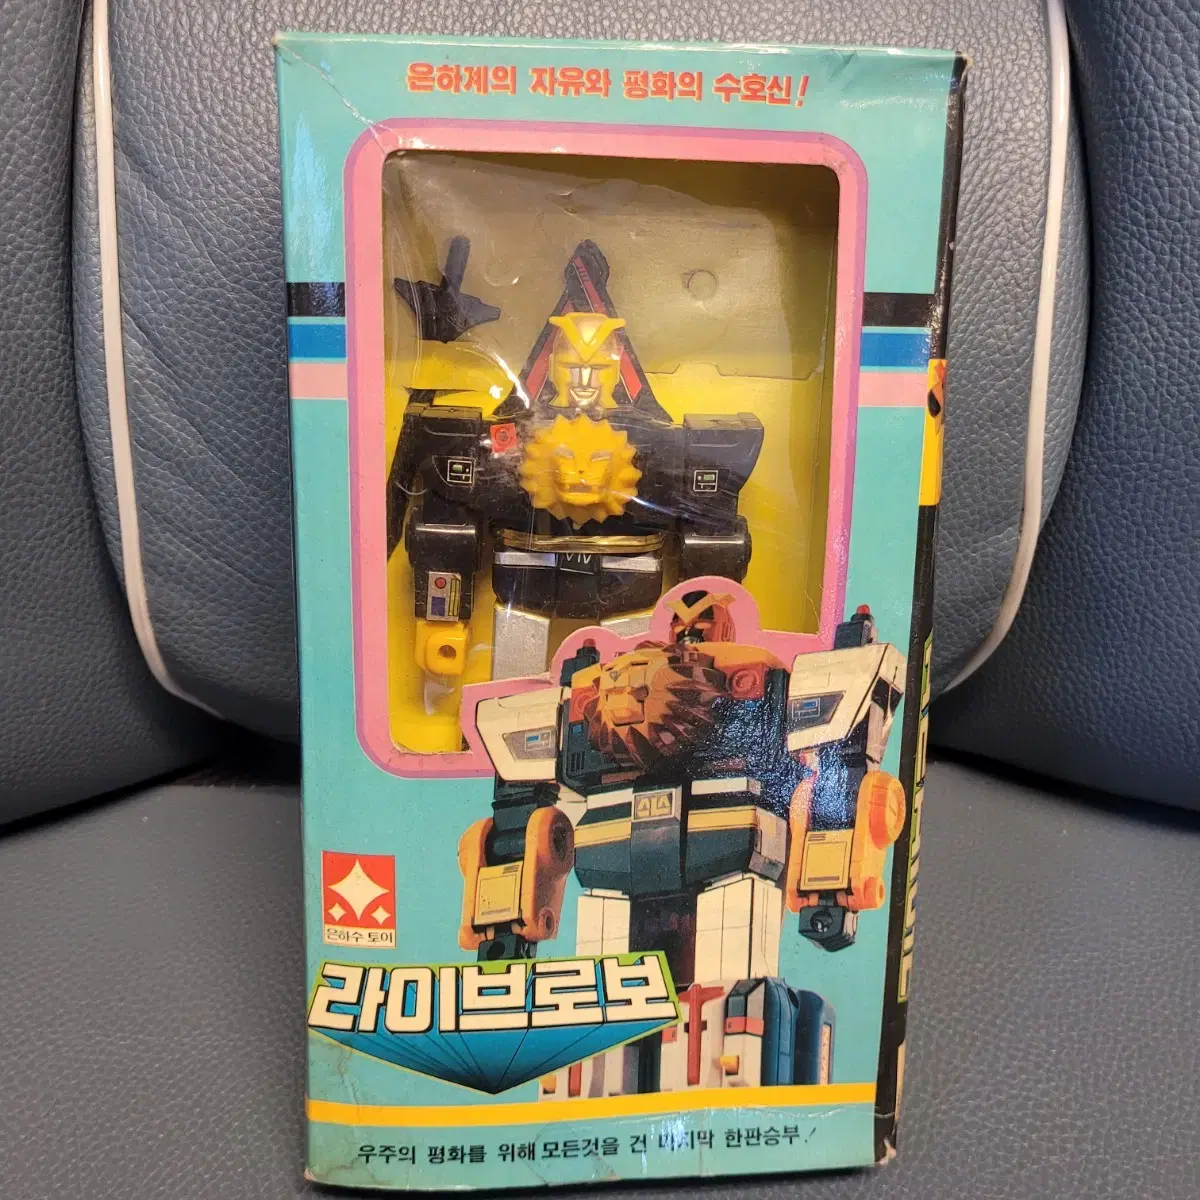 은하계의 자유와 평화의 수호신!
은하수 토이
라이브로보
우주의 평화를 위해 모든것을 건 마지막 한판승부!